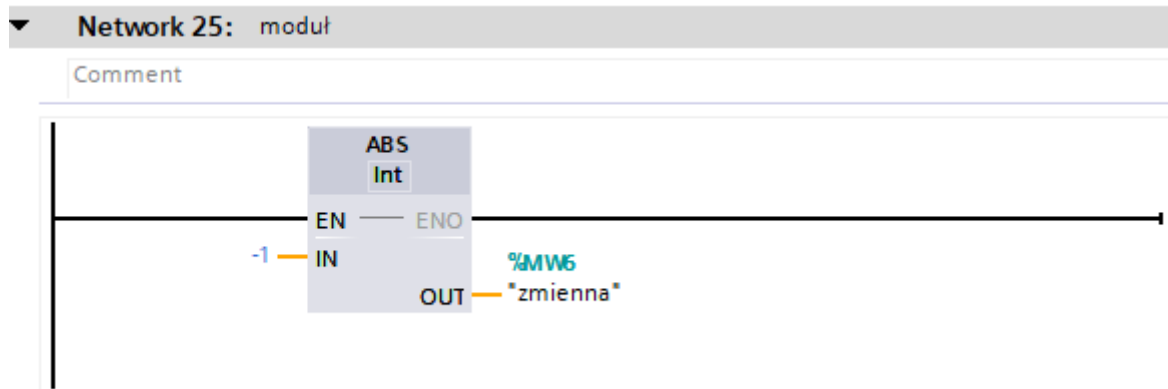 Network 25: moduł
Comment
ABS
Int
EN ENO
-1 IN
%MW6
OUT "zmienna"